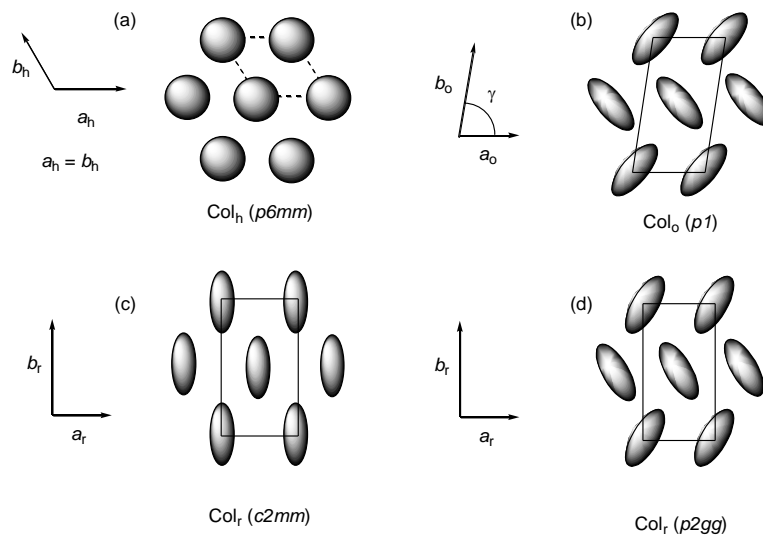 (a)
b_h
a_h
a_h = b_h
Col_h (p6mm)
(b)
b_o
γ
a_o
Col_o (p1)
(c)
b_r
a_r
Col_r (c2mm)
(d)
b_r
a_r
Col_r (p2gg)